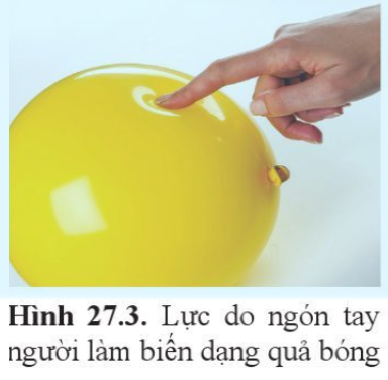 Hình 27.3. Lực do ngón tay
người làm biến dạng quả bóng